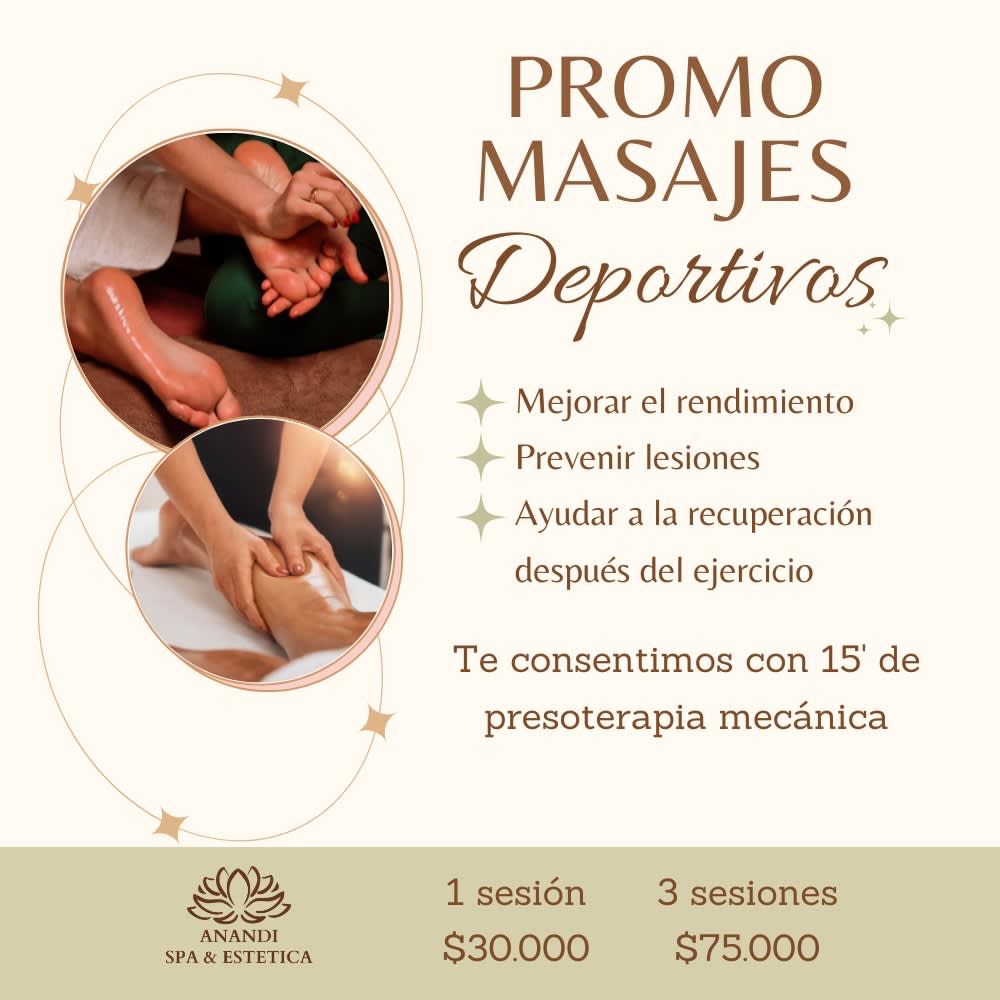 PROMO
MASAJES
Deportivos
Mejorar el rendimiento
Prevenir lesiones
Ayudar a la recuperación
después del ejercicio
Te consentimos con 15' de
presoterapia mecánica
ANANDI
SPA & ESTETICA
1 sesión
$30.000
3 sesiones
$75.000